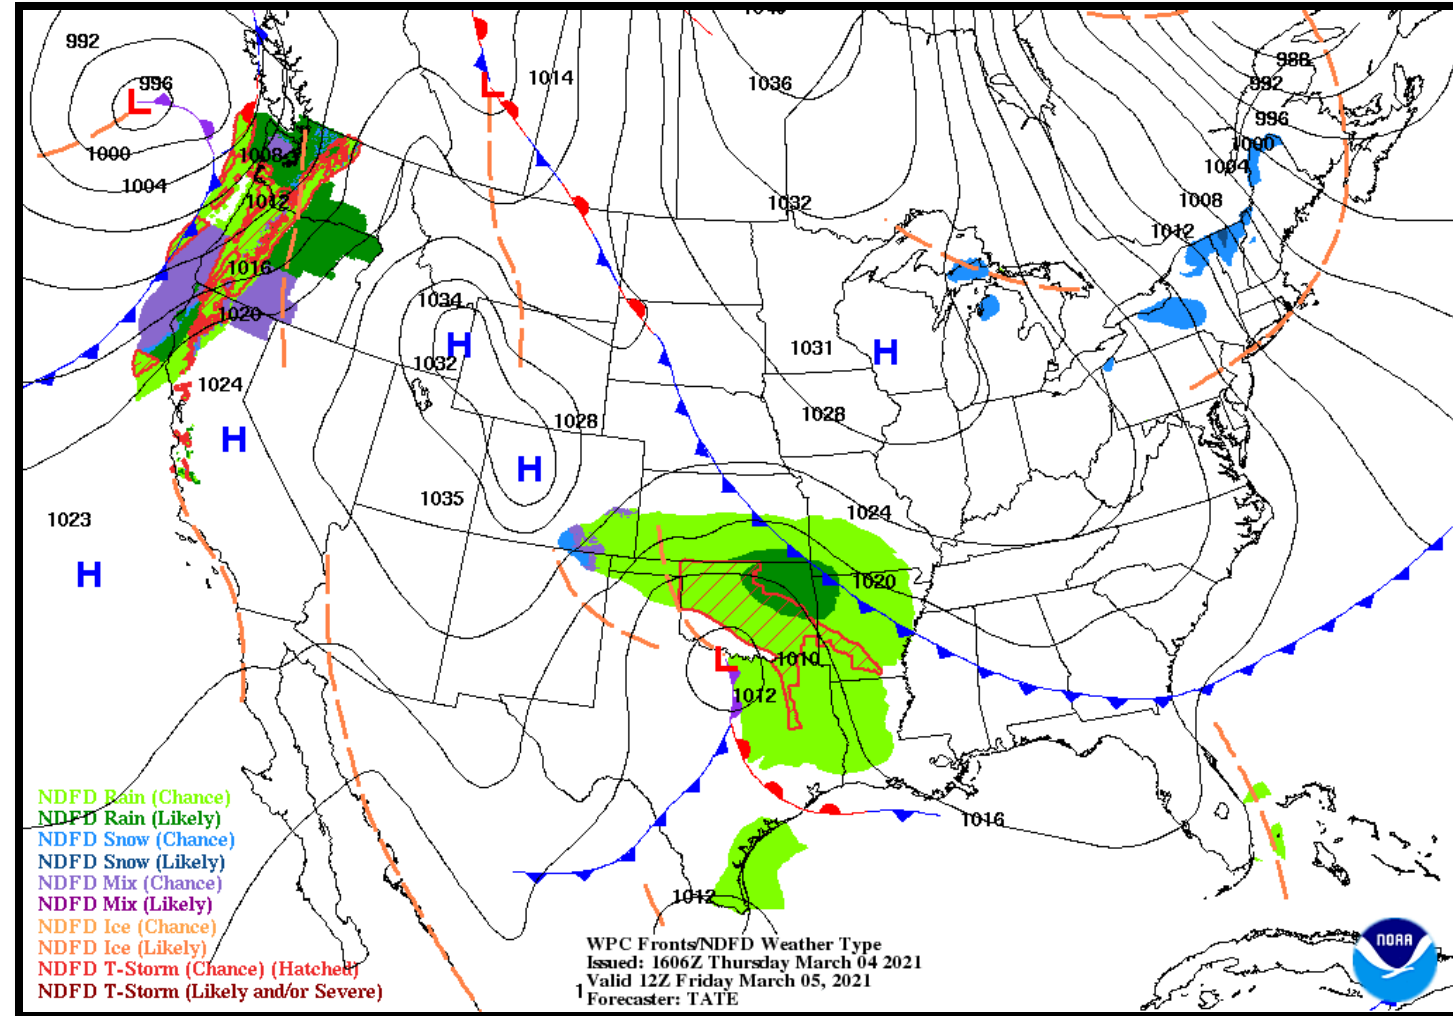 1040
992
988
1014
1036
996
992
996
1000
1000
1008
1004
1004
1032
1012
1008
1012
1016
1034
1020
1031
1032
1024
1028
1028
1035
1024
1023
1020
1010
1012
1016
1012
L
L
L
H
H
H
H
H
NDFD Rain (Chance)
NDFD Rain (Likely)
NDFD Snow (Chance)
NDFD Snow (Likely)
NDFD Mix (Chance)
NDFD Mix (Likely)
NDFD Ice (Chance)
NDFD Ice (Likely)
NDFD T-Storm (Chance) (Hatched)
NDFD T-Storm (Likely and/or Severe)
WPC Fronts/NDFD Weather Type
Issued: 1606Z Thursday March 04 2021
Valid 12Z Friday March 05, 2021
1
Forecaster: TATE
NOAA